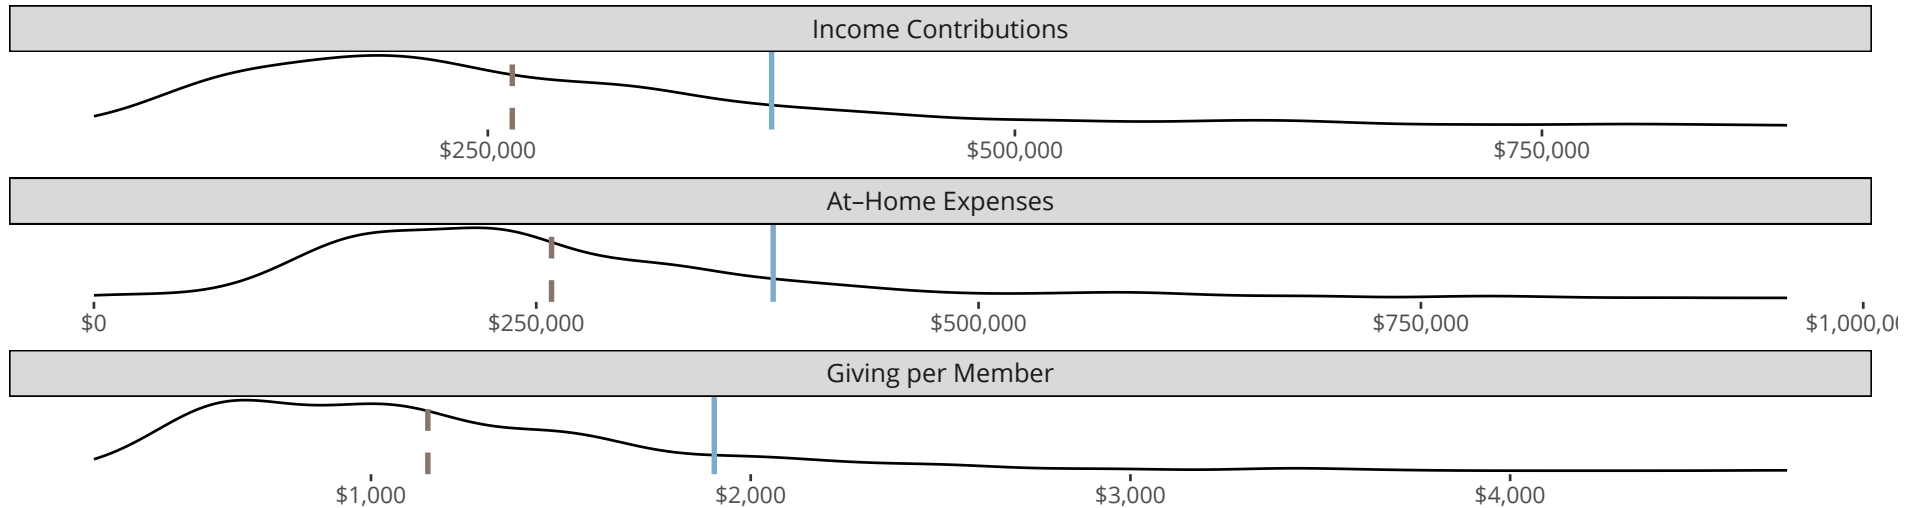 Income Contributions
$250,000 $500,000 $750,000
At–Home Expenses
$0 $250,000 $500,000 $750,000
Giving per Member
$1,000 $2,000 $3,000 $4,000